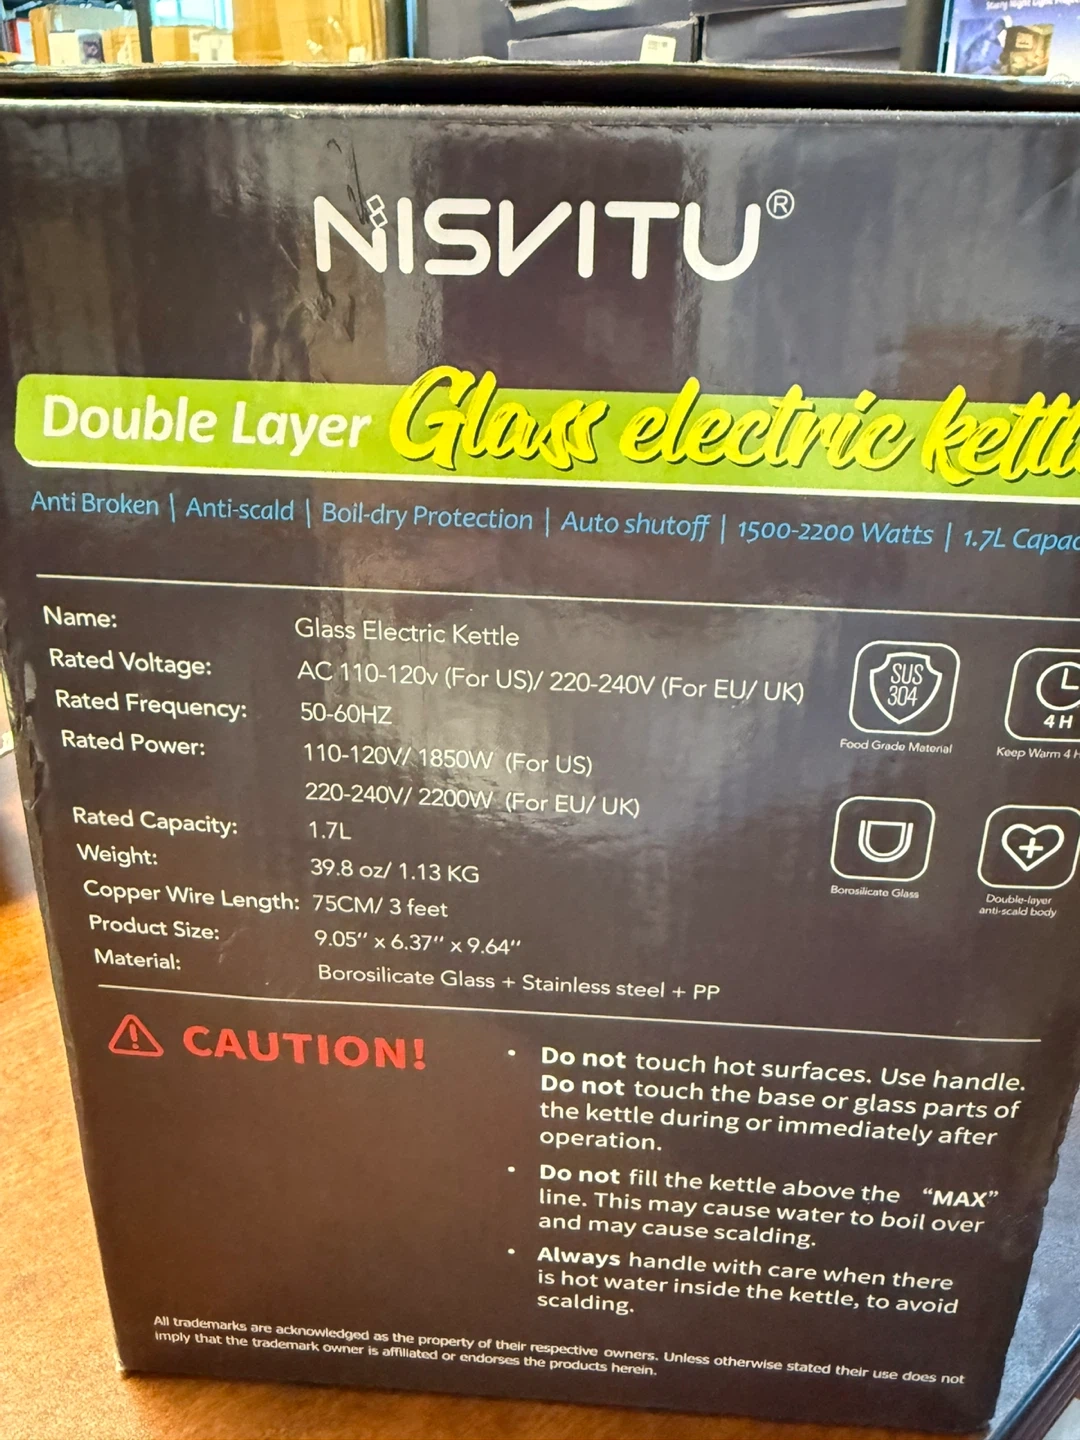 Starry Night Light
NISVITU®
Double Layer Glass electric kettle
Anti Broken | Anti-scald | Boil-dry Protection | Auto shutoff | 1500-2200 Watts | 1.7L Capac
Name: Glass Electric Kettle
Rated Voltage: AC 110-120v (For US)/ 220-240V (For EU/ UK)
Rated Frequency: 50-60HZ
Rated Power: 110-120V/ 1850W (For US)
220-240V/ 2200W (For EU/ UK)
Rated Capacity: 1.7L
Weight: 39.8 oz/ 1.13 KG
Copper Wire Length: 75CM/ 3 feet
Product Size: 9.05" x 6.37" x 9.64"
Material: Borosilicate Glass + Stainless steel + PP
SUS
304
Food Grade Material
4H
Keep Warm 4 H
Borosilicate Glass
Double-layer
anti-scald body
CAUTION!
• Do not touch hot surfaces. Use handle.
Do not touch the base or glass parts of
the kettle during or immediately after
operation.
• Do not fill the kettle above the “MAX”
line. This may cause water to boil over
and may cause scalding.
• Always handle with care when there
is hot water inside the kettle, to avoid
scalding.
All trademarks are acknowledged as the property of their respective owners. Unless otherwise stated their use does not
imply that the trademark owner is affiliated or endorses the products herein.